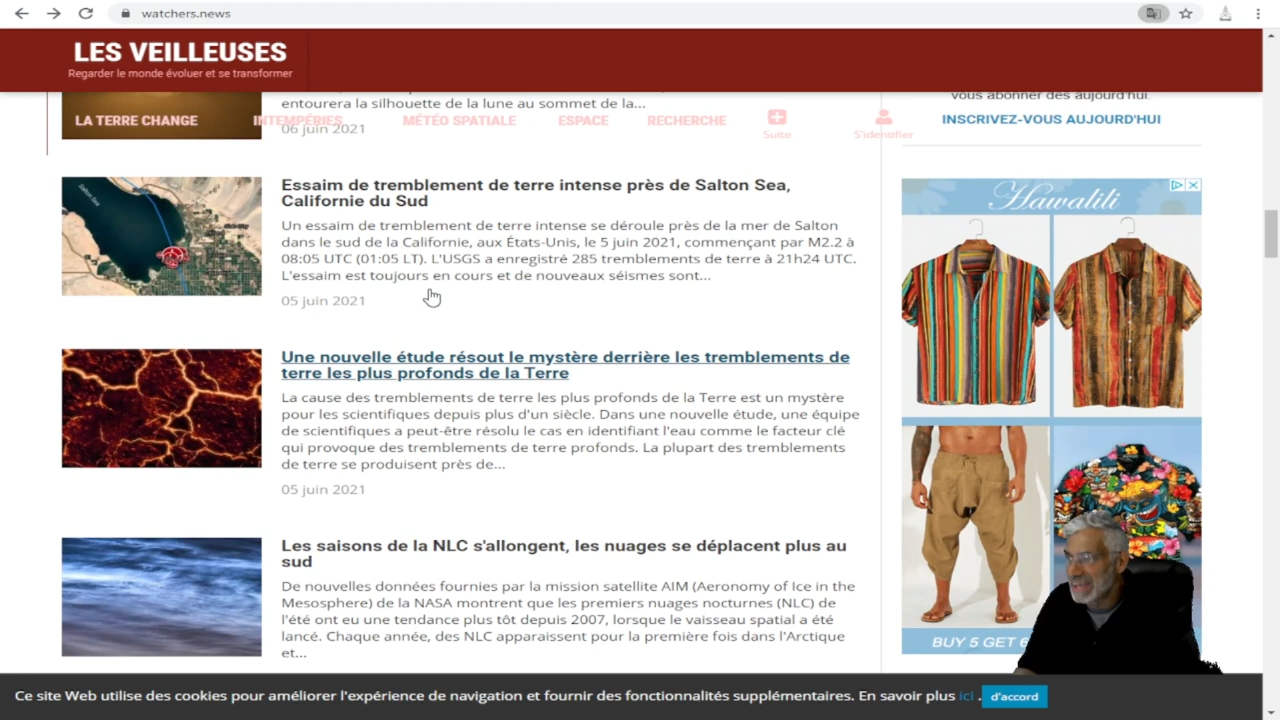 watchers.news
LES VEILLEUSES
Regarder le monde évoluer et se transformer
entourera la silhouette de la lune au sommet de la...
vous abonner dès aujourd'hui.
LA TERRE CHANGE
INTEMPÉRIES
MÉTÉO SPATIALE
ESPACE
RECHERCHE
Suite
S'identifier
INSCRIVEZ-VOUS AUJOURD'HUI
06 juin 2021
Essaim de tremblement de terre intense près de Salton Sea,
Californie du Sud
Un essaim de tremblement de terre intense se déroule près de la mer de Salton
dans le sud de la Californie, aux États-Unis, le 5 juin 2021, commençant par M2.2 à
08:05 UTC (01:05 LT). L'USGS a enregistré 285 tremblements de terre à 21h24 UTC.
L'essaim est toujours en cours et de nouveaux séismes sont...
05 juin 2021
Salton Sea
Une nouvelle étude résout le mystère derrière les tremblements de
terre les plus profonds de la Terre
La cause des tremblements de terre les plus profonds de la Terre est un mystère
pour les scientifiques depuis plus d'un siècle. Dans une nouvelle étude, une équipe
de scientifiques a peut-être résolu le cas en identifiant l'eau comme le facteur clé
qui provoque des tremblements de terre profonds. La plupart des tremblements
de terre se produisent près de...
05 juin 2021
Les saisons de la NLC s'allongent, les nuages se déplacent plus au
sud
De nouvelles données fournies par la mission satellite AIM (Aeronomy of Ice in the
Mesosphere) de la NASA montrent que les premiers nuages nocturnes (NLC) de
l'été ont eu une tendance plus tôt depuis 2007, lorsque le vaisseau spatial a été
lancé. Chaque année, des NLC apparaissent pour la première fois dans l'Arctique
et...
Hawalili
BUY 5 GET 6
Ce site Web utilise des cookies pour améliorer l'expérience de navigation et fournir des fonctionnalités supplémentaires. En savoir plus ici .
d'accord